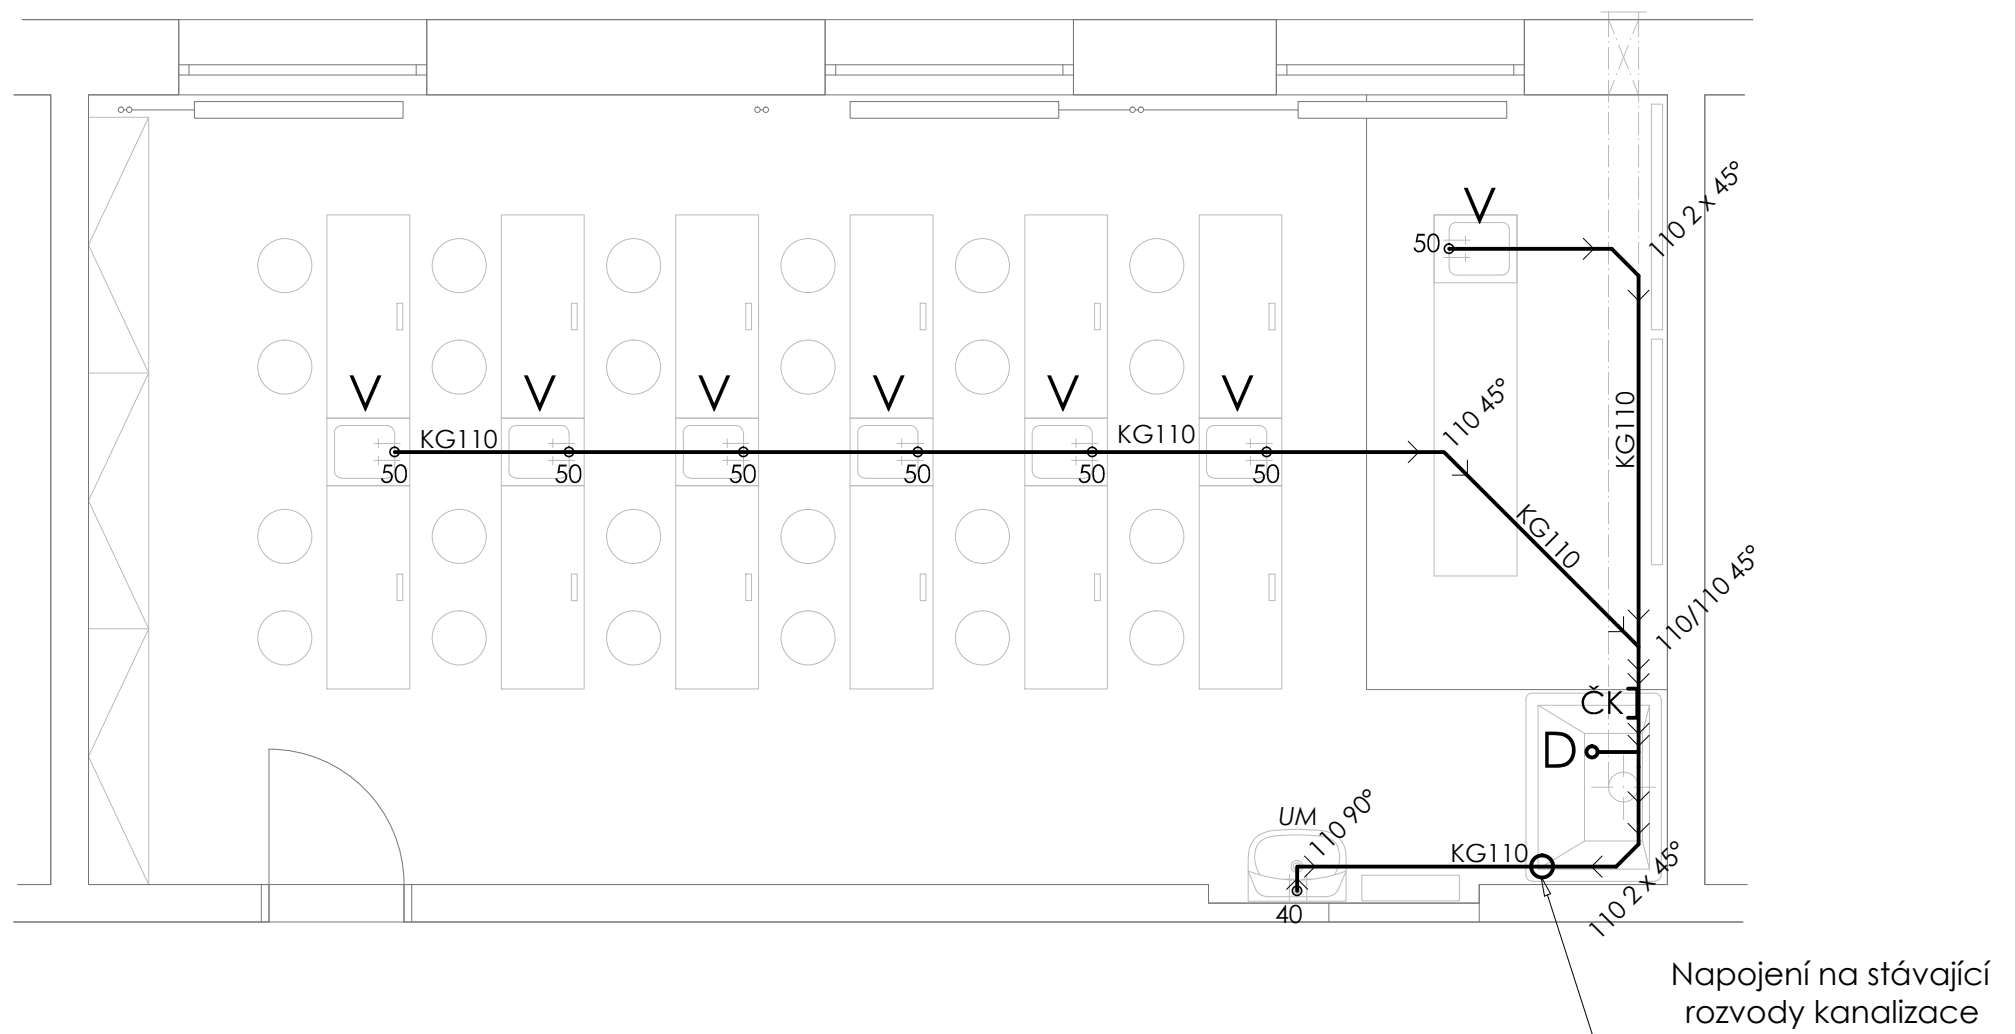 110 2 x 45°
V
50
V
V
V
V
V
V
KG110
KG110
50
50
50
50
50
50
110 45°
KG110
KG110
110/110 45°
ČK
D
UM
110 90°
KG110
40
110 2 x 45°
Napojení na stávající
rozvody kanalizace